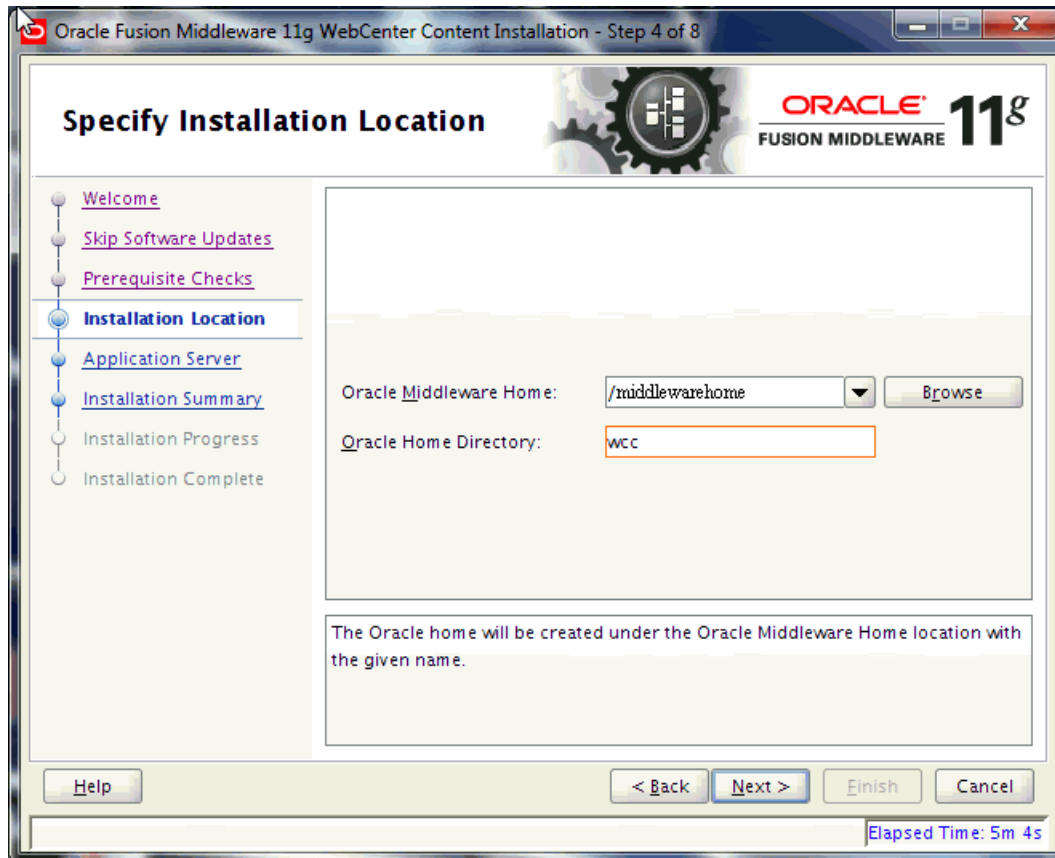 Oracle Fusion Middleware 11g WebCenter Content Installation - Step 4 of 8
Specify Installation Location
ORACLE
FUSION MIDDLEWARE
11g
Welcome
Skip Software Updates
Prerequisite Checks
Installation Location
Application Server
Installation Summary
Installation Progress
Installation Complete
Oracle Middleware Home: /middlewarehome Browse
Oracle Home Directory: wcc
The Oracle home will be created under the Oracle Middleware Home location with
the given name.
Help < Back Next > Finish Cancel
Elapsed Time: 5m 4s